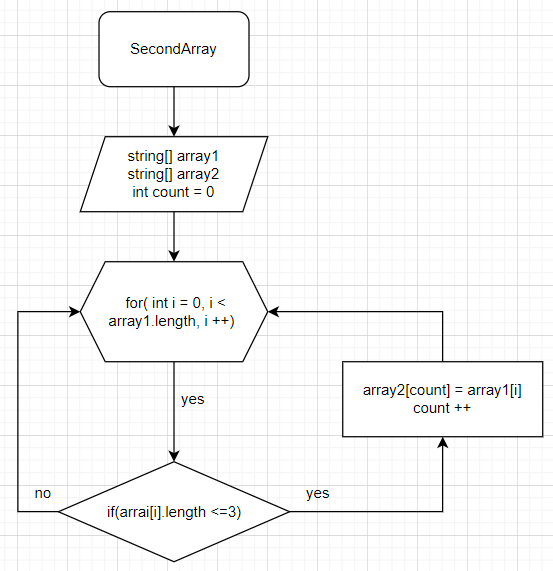 SecondArray
string[] array1
string[] array2
int count = 0
for( int i = 0, i <
array1.length, i ++)
yes
array2[count] = array1[i]
count ++
no
yes
if(arrai[i].length <=3)